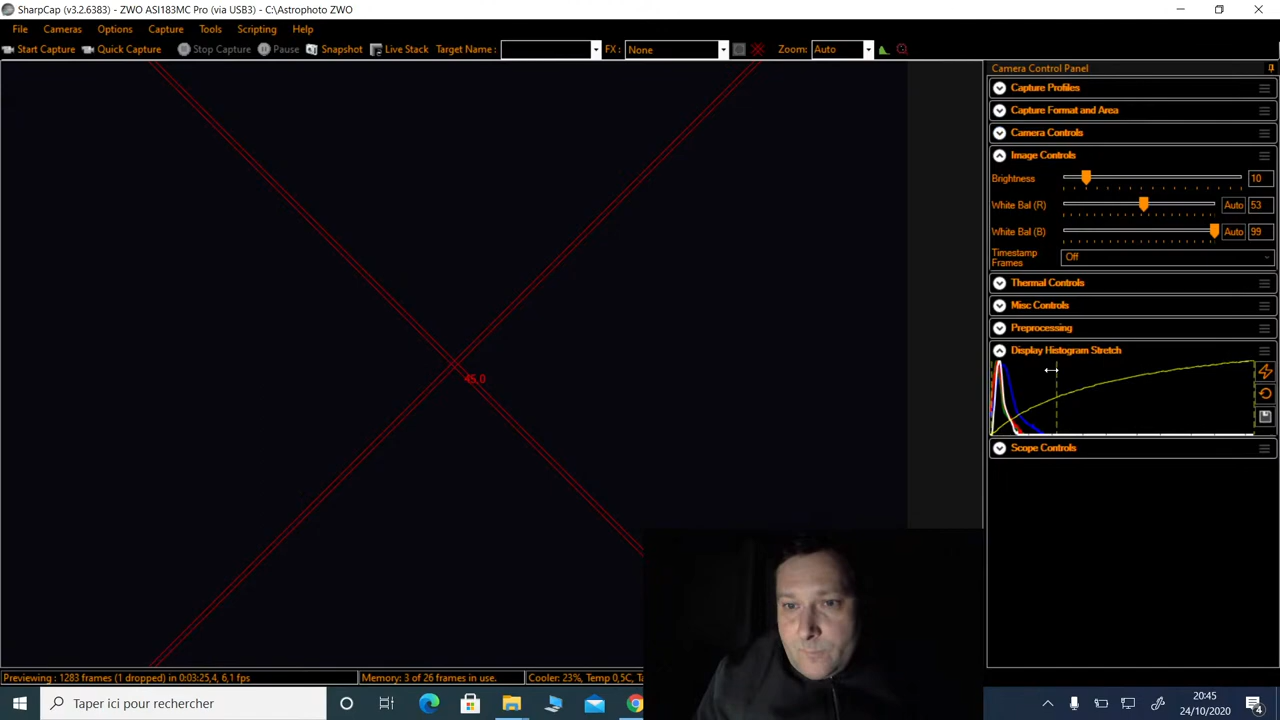 SharpCap (v3.2.6383) - ZWO ASI183MC Pro (via USB3) - C:\Astrophoto ZWO
File Cameras Options Capture Tools Scripting Help
Start Capture Quick Capture Stop Capture Pause Snapshot Live Stack Target Name : FX : None Zoom: Auto
45,0
Camera Control Panel
Capture Profiles
Capture Format and Area
Camera Controls
Image Controls
Brightness 10
White Bal (R) Auto 53
White Bal (B) Auto 99
Timestamp Frames Off
Thermal Controls
Misc Controls
Preprocessing
Display Histogram Stretch
Scope Controls
Previewing : 1283 frames (1 dropped) in 0:03:25,4, 6,1 fps Memory: 3 of 26 frames in use. Cooler: 23%, Temp 0,5C,
Taper ici pour rechercher
20:45
24/10/2020
4